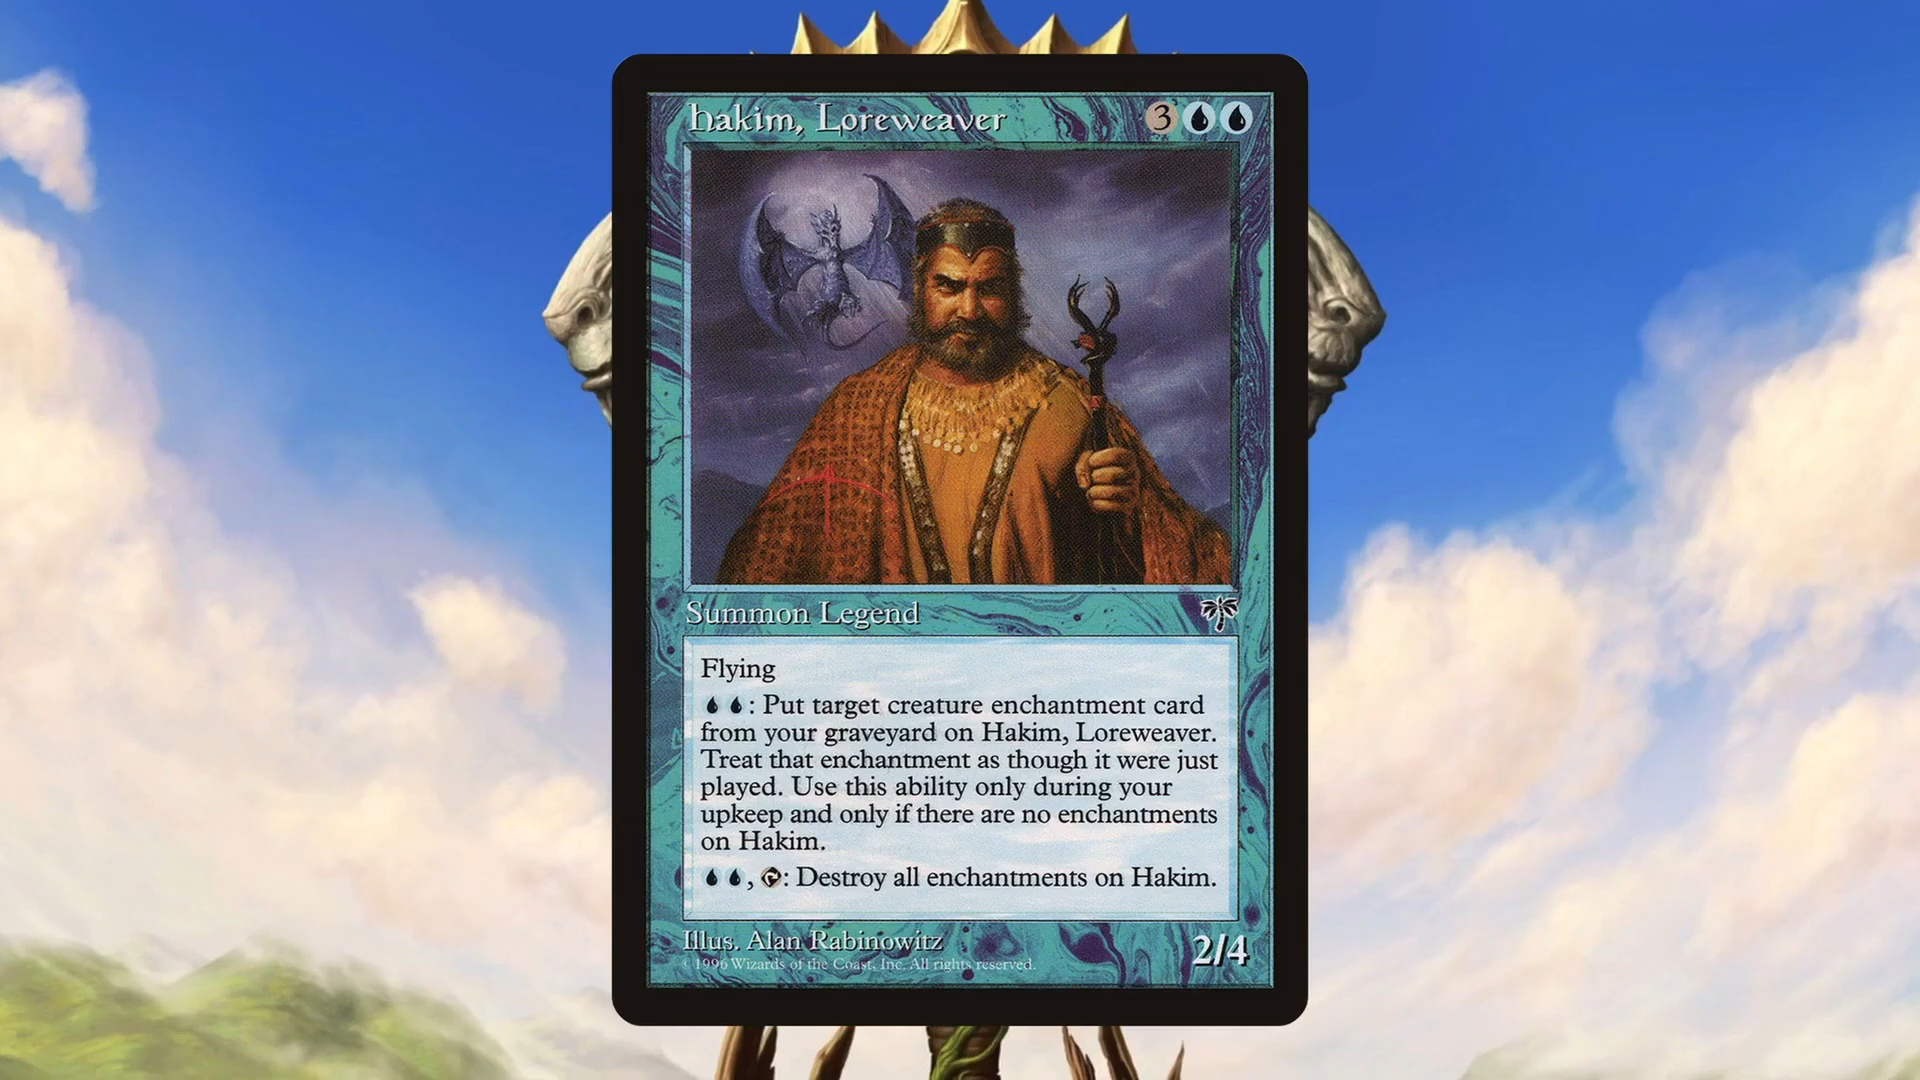 hakim, Loreweaver 3
Summon Legend
Flying
: Put target creature enchantment card
from your graveyard on Hakim, Loreweaver.
Treat that enchantment as though it were just
played. Use this ability only during your
upkeep and only if there are no enchantments
on Hakim.
, : Destroy all enchantments on Hakim.
Illus. Alan Rabinowitz
© 1996 Wizards of the Coast, Inc. All rights reserved.
2/4